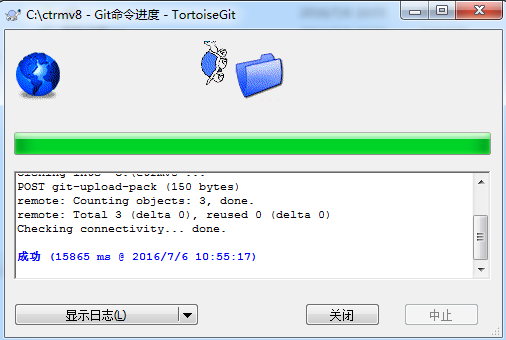 C:\ctrmv8 - Git命令进度 - TortoiseGit
POST git-upload-pack (150 bytes)
remote: Counting objects: 3, done.
remote: Total 3 (delta 0), reused 0 (delta 0)
Checking connectivity... done.
成功 (15865 ms @ 2016/7/6 10:55:17)
显示日志(L)
关闭
中止